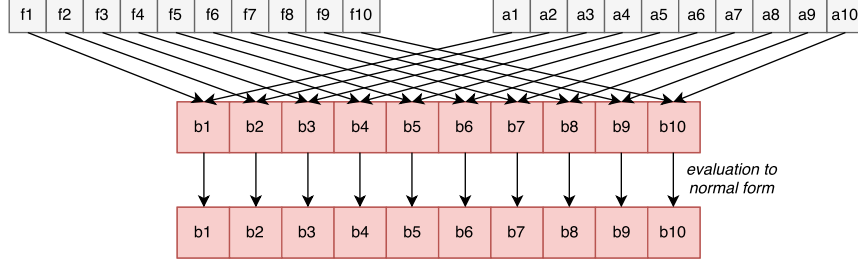 f1 f2 f3 f4 f5 f6 f7 f8 f9 f10 a1 a2 a3 a4 a5 a6 a7 a8 a9 a10
b1 b2 b3 b4 b5 b6 b7 b8 b9 b10
evaluation to
normal form
b1 b2 b3 b4 b5 b6 b7 b8 b9 b10